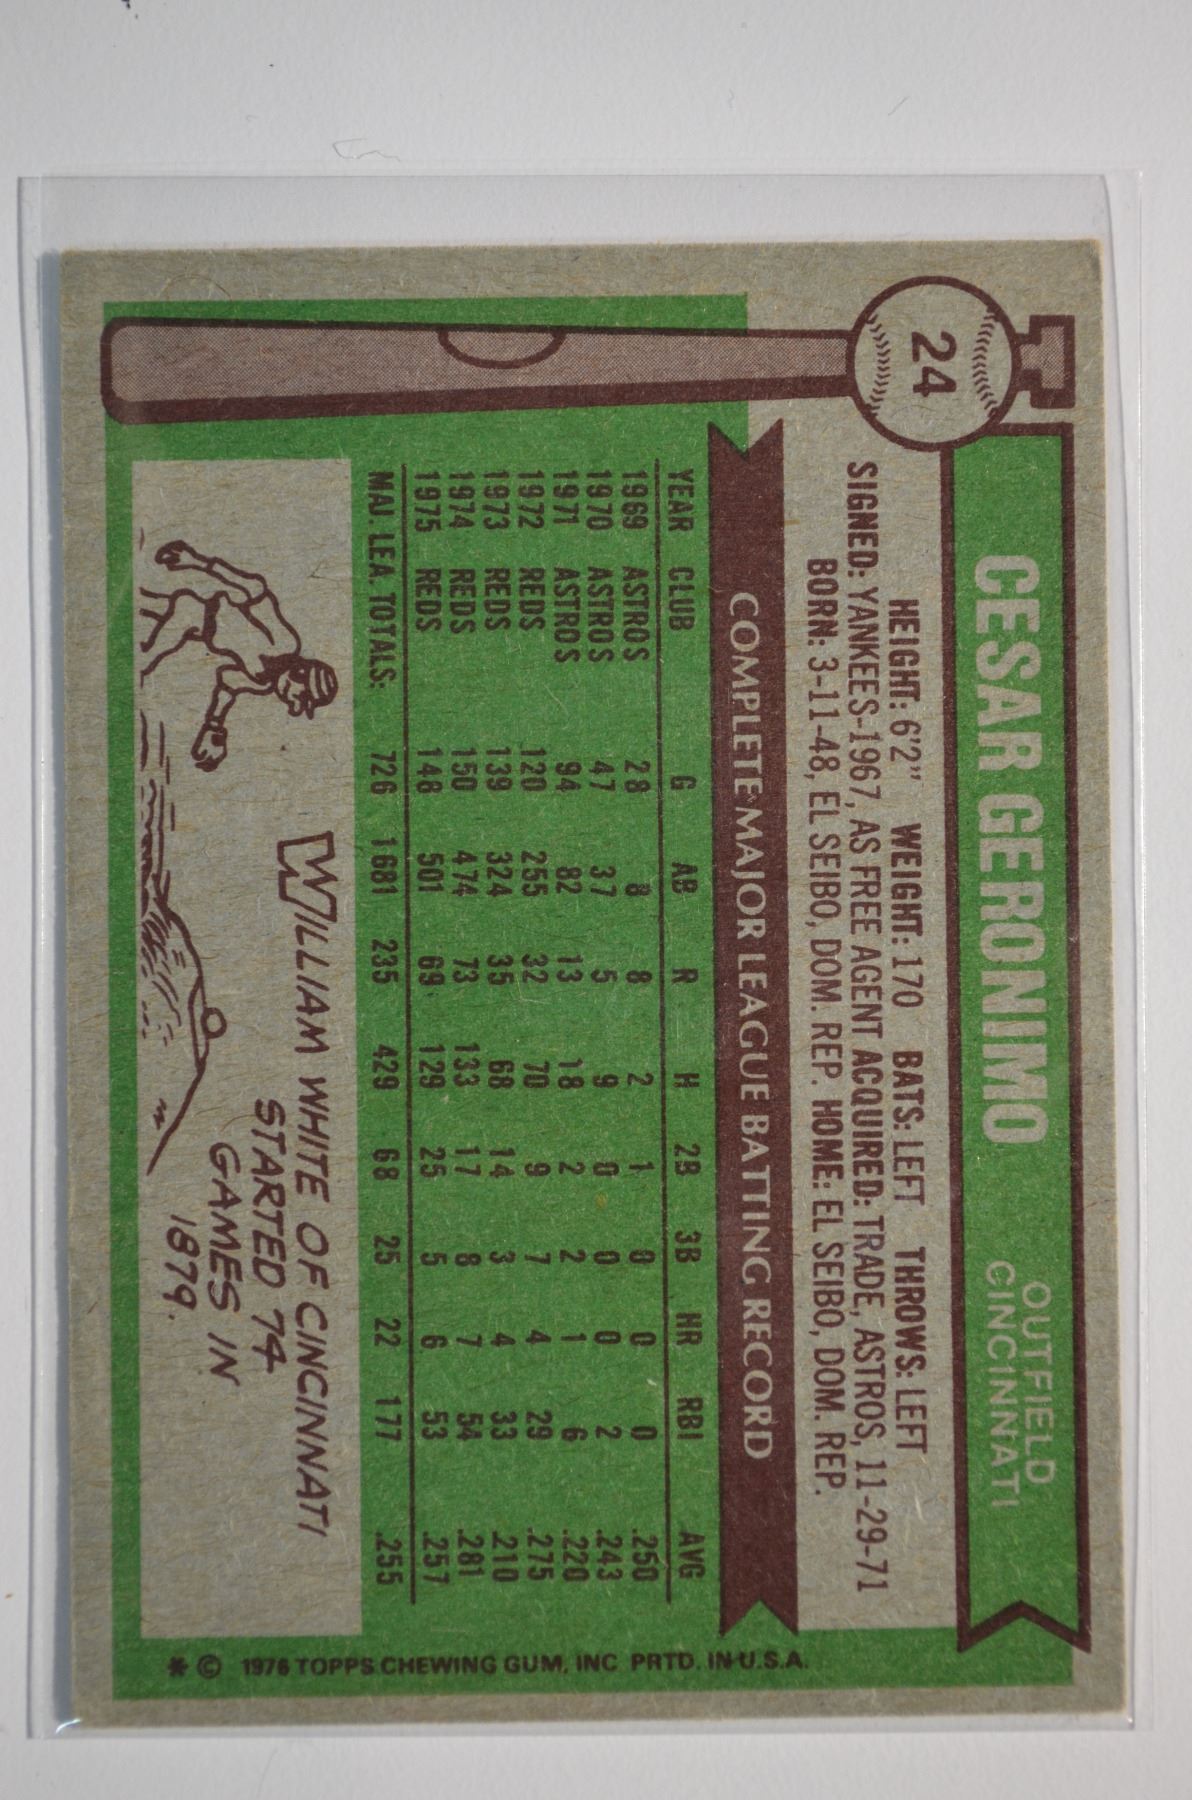 24
CESAR GERONIMO
OUTFIELD
CINCINNATI
HEIGHT: 6'2" WEIGHT: 170 BATS: LEFT THROWS: LEFT
SIGNED: YANKEES-1967, AS FREE AGENT ACQUIRED: TRADE, ASTROS, 11-29-71
BORN: 3-11-48, EL SEIBO, DOM. REP. HOME: EL SEIBO, DOM. REP.
COMPLETE MAJOR LEAGUE BATTING RECORD
YEAR CLUB G AB R H 2B 3B HR RBI AVG
1969 ASTROS 28 8 8 2 1 0 0 0 .250
1970 ASTROS 47 37 5 9 0 0 0 2 .243
1971 ASTROS 94 82 13 18 2 2 1 6 .220
1972 REDS 120 255 32 70 9 7 4 29 .275
1973 REDS 139 324 35 68 14 3 4 33 .210
1974 REDS 150 474 73 133 17 8 7 54 .281
1975 REDS 148 501 69 129 25 5 6 53 .257
MAJ. LEA. TOTALS: 726 1681 235 429 68 25 22 177 .255
WILLIAM WHITE OF CINCINNATI
STARTED 74
GAMES IN
1879.
* © 1976 TOPPS CHEWING GUM, INC PRTD. IN U.S.A.